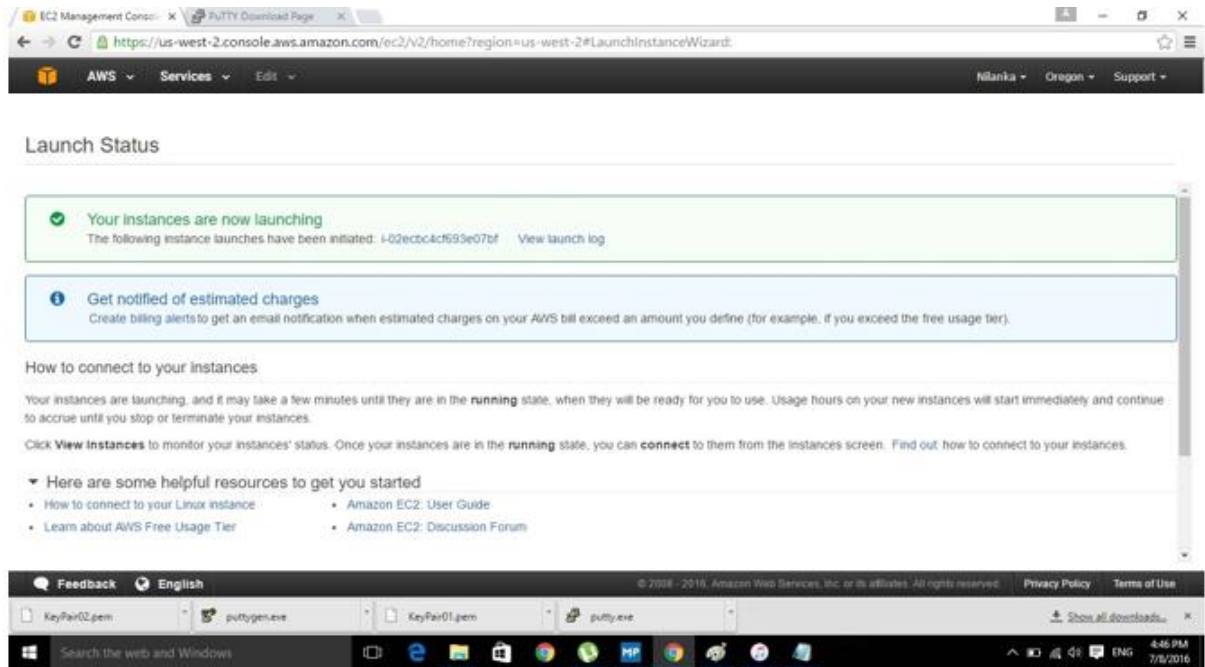 EC2 Management Consol
PuTTY Download Page
https://us-west-2.console.aws.amazon.com/ec2/v2/home?region=us-west-2#LaunchInstanceWizard:
AWS Services Edit Nilanka Oregon Support
Launch Status
Your instances are now launching
The following instance launches have been initiated: i-02ecbc4cf693e07bf View launch log
Get notified of estimated charges
Create billing alerts to get an email notification when estimated charges on your AWS bill exceed an amount you define (for example, if you exceed the free usage tier).
How to connect to your instances
Your instances are launching, and it may take a few minutes until they are in the running state, when they will be ready for you to use. Usage hours on your new instances will start immediately and continue
to accrue until you stop or terminate your instances.
Click View Instances to monitor your instances' status. Once your instances are in the running state, you can connect to them from the Instances screen. Find out how to connect to your instances.
Here are some helpful resources to get you started
• How to connect to your Linux instance • Amazon EC2: User Guide
• Learn about AWS Free Usage Tier • Amazon EC2: Discussion Forum
Feedback English © 2008 - 2016, Amazon Web Services, Inc. or its affiliates. All rights reserved. Privacy Policy Terms of Use
KeyPair02.pem puttygen.exe KeyPair01.pem putty.exe Show all downloads...
Search the web and Windows MP ENG 4:46 PM
7/8/2016